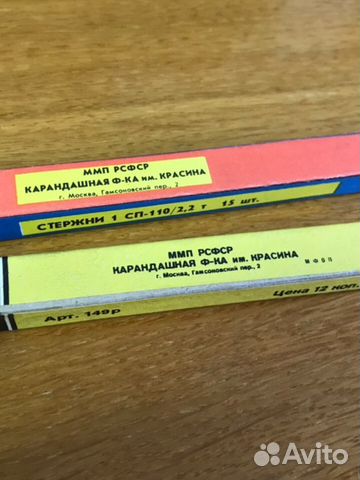 ММП РСФСР
КАРАНДАШНАЯ Ф-КА им. КРАСИНА
г. Москва, Гамсоновский пер., 2
СТЕРЖНИ 1 СП-110/2,2 т 15 шт.
ММП РСФСР
КАРАНДАШНАЯ Ф-КА им. КРАСИНА
г. Москва, Гамсоновский пер., 2 МФОП
Арт. 149р Цена 12 коп.
Avito